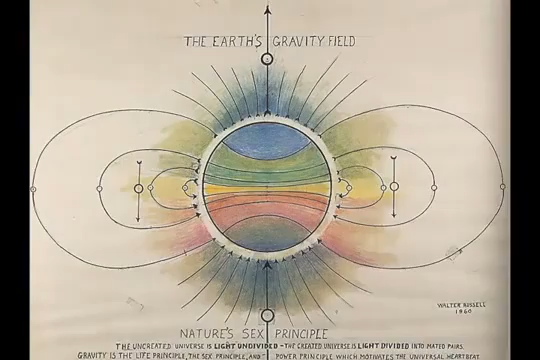 THE EARTH'S GRAVITY FIELD
WALTER RUSSELL
1960
NATURE'S SEX PRINCIPLE
THE UNCREATED UNIVERSE IS LIGHT UNDIVIDED - THE CREATED UNIVERSE IS LIGHT DIVIDED INTO MATED PAIRS.
GRAVITY IS THE LIFE PRINCIPLE, THE SEX PRINCIPLE, AND POWER PRINCIPLE WHICH MOTIVATES THE UNIVERSAL HEARTBEAT